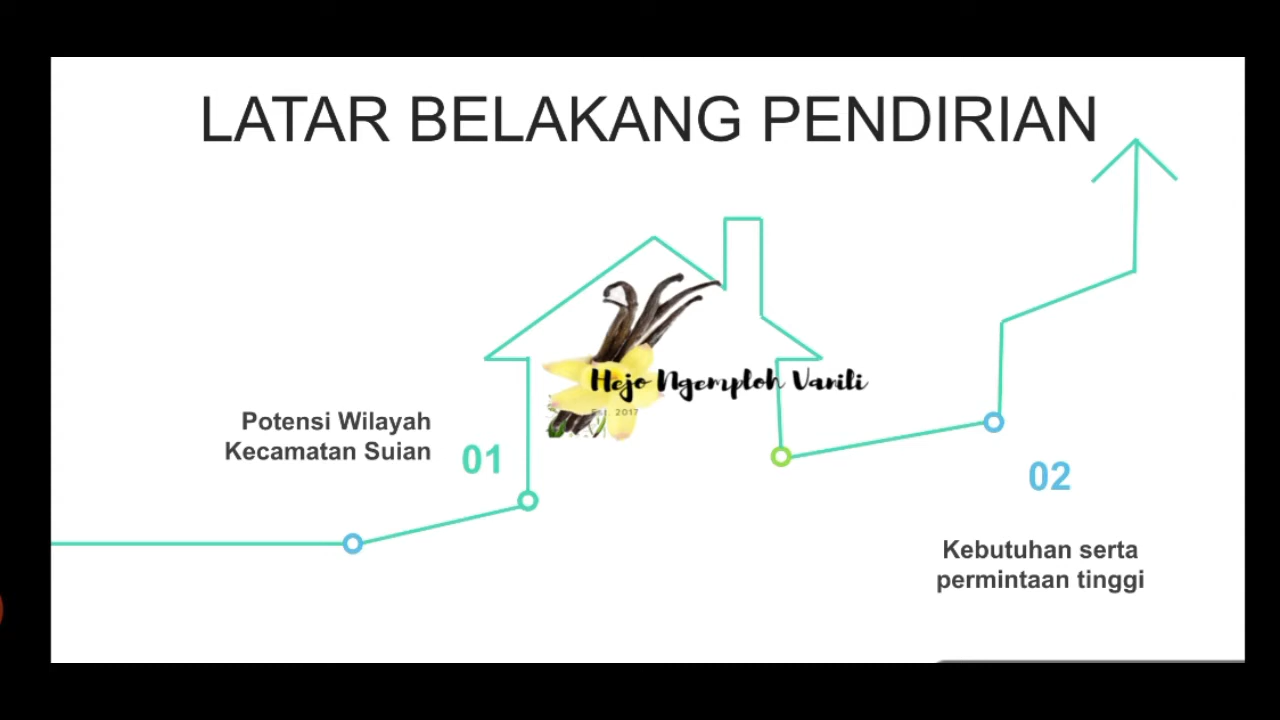 LATAR BELAKANG PENDIRIAN
Hejo Ngemploh Vanili
Est. 2017
Potensi Wilayah
Kecamatan Suian
01
02
Kebutuhan serta
permintaan tinggi